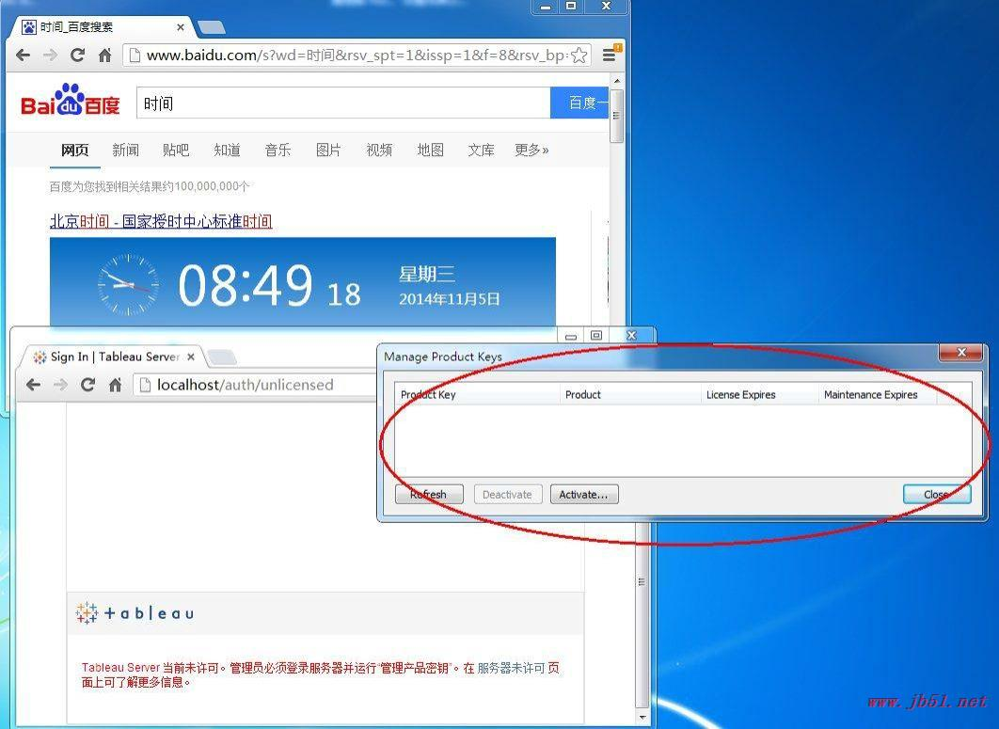 时间_百度搜索
www.baidu.com/s?wd=时间&rsv_spt=1&issp=1&f=8&rsv_bp
Bai du 百度
时间
百度一
网页 新闻 贴吧 知道 音乐 图片 视频 地图 文库 更多»
百度为您找到相关结果约100,000,000个
北京时间 - 国家授时中心标准时间
08:49 18
星期三
2014年11月5日
Sign In | Tableau Server
localhost/auth/unlicensed
Manage Product Keys
Product Key Product License Expires Maintenance Expires
Refresh Deactivate Activate... Close
+ableau
Tableau Server 当前未许可。管理员必须登录服务器并运行“管理产品密钥”。在 服务器未许可 页
面上可了解更多信息。
www.jb51.net